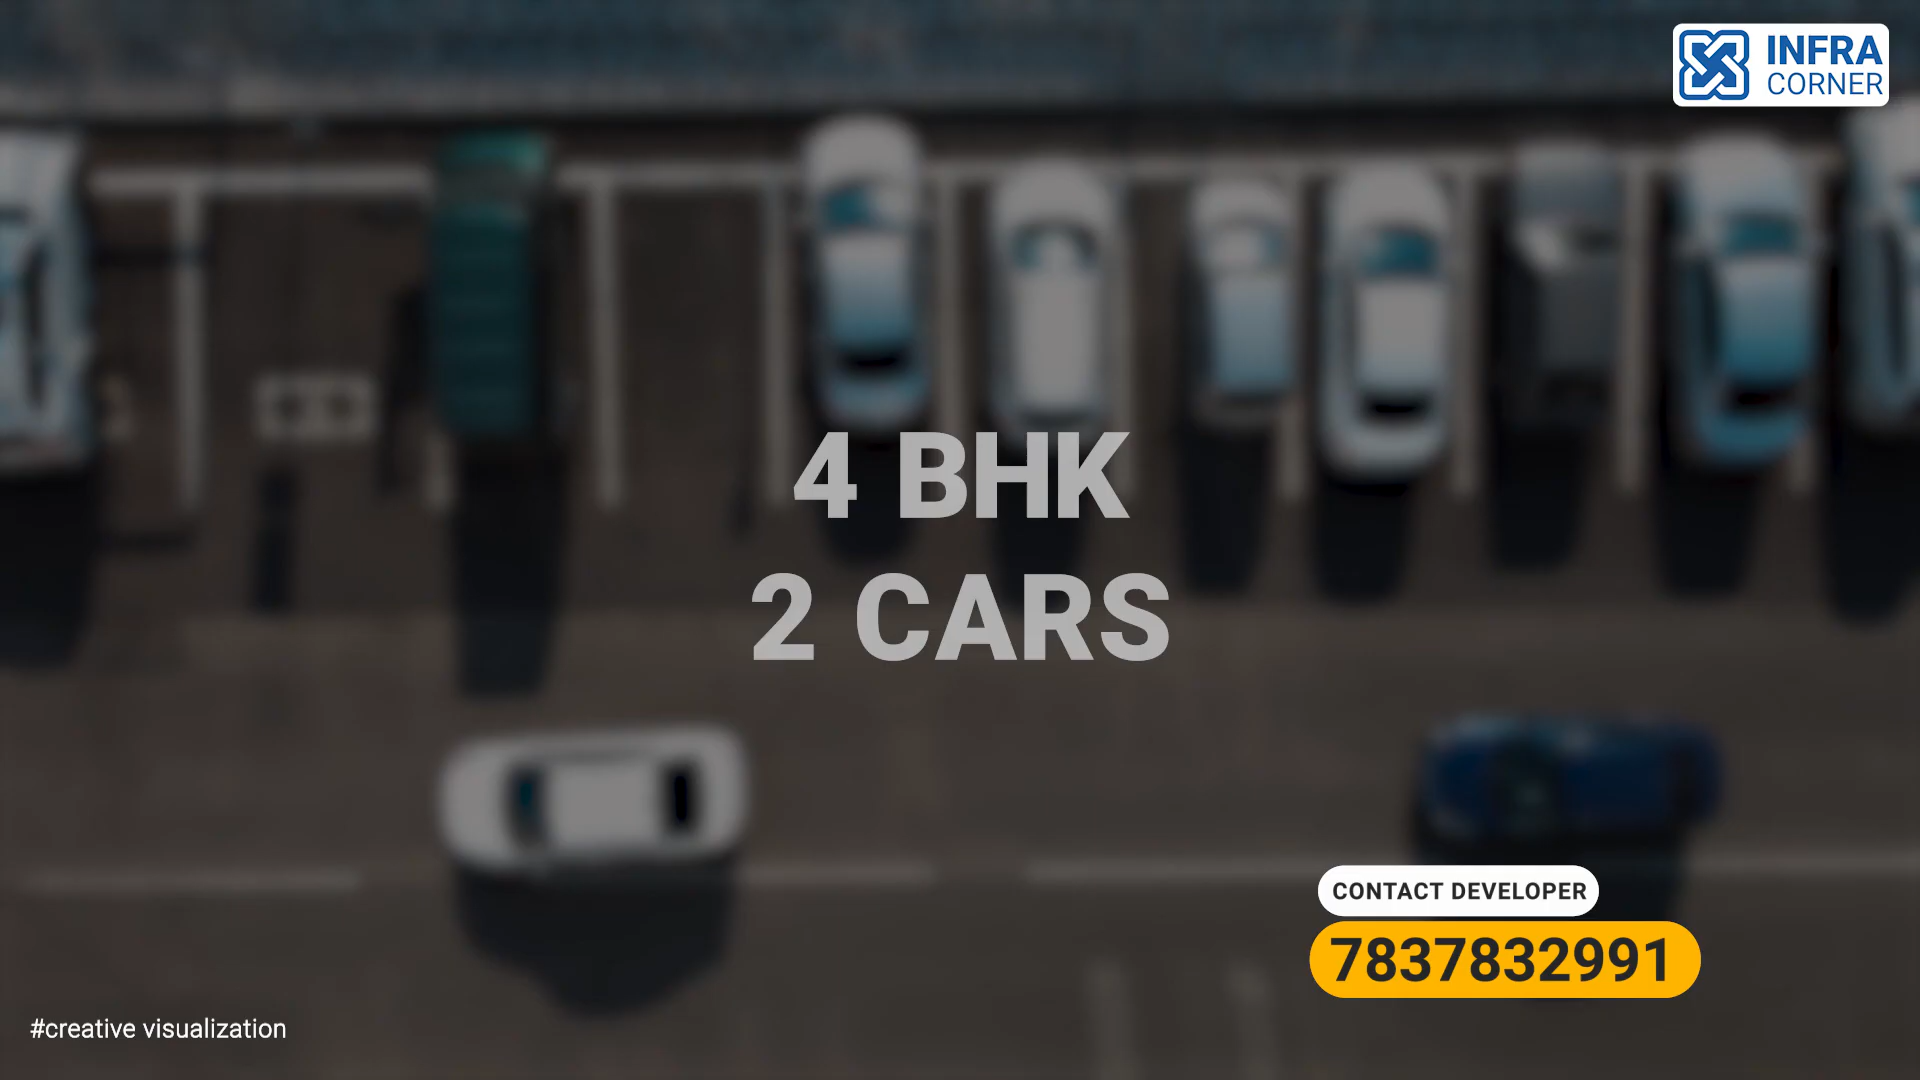 INFRA
CORNER
4 BHK
2 CARS
CONTACT DEVELOPER
7837832991
#creative visualization